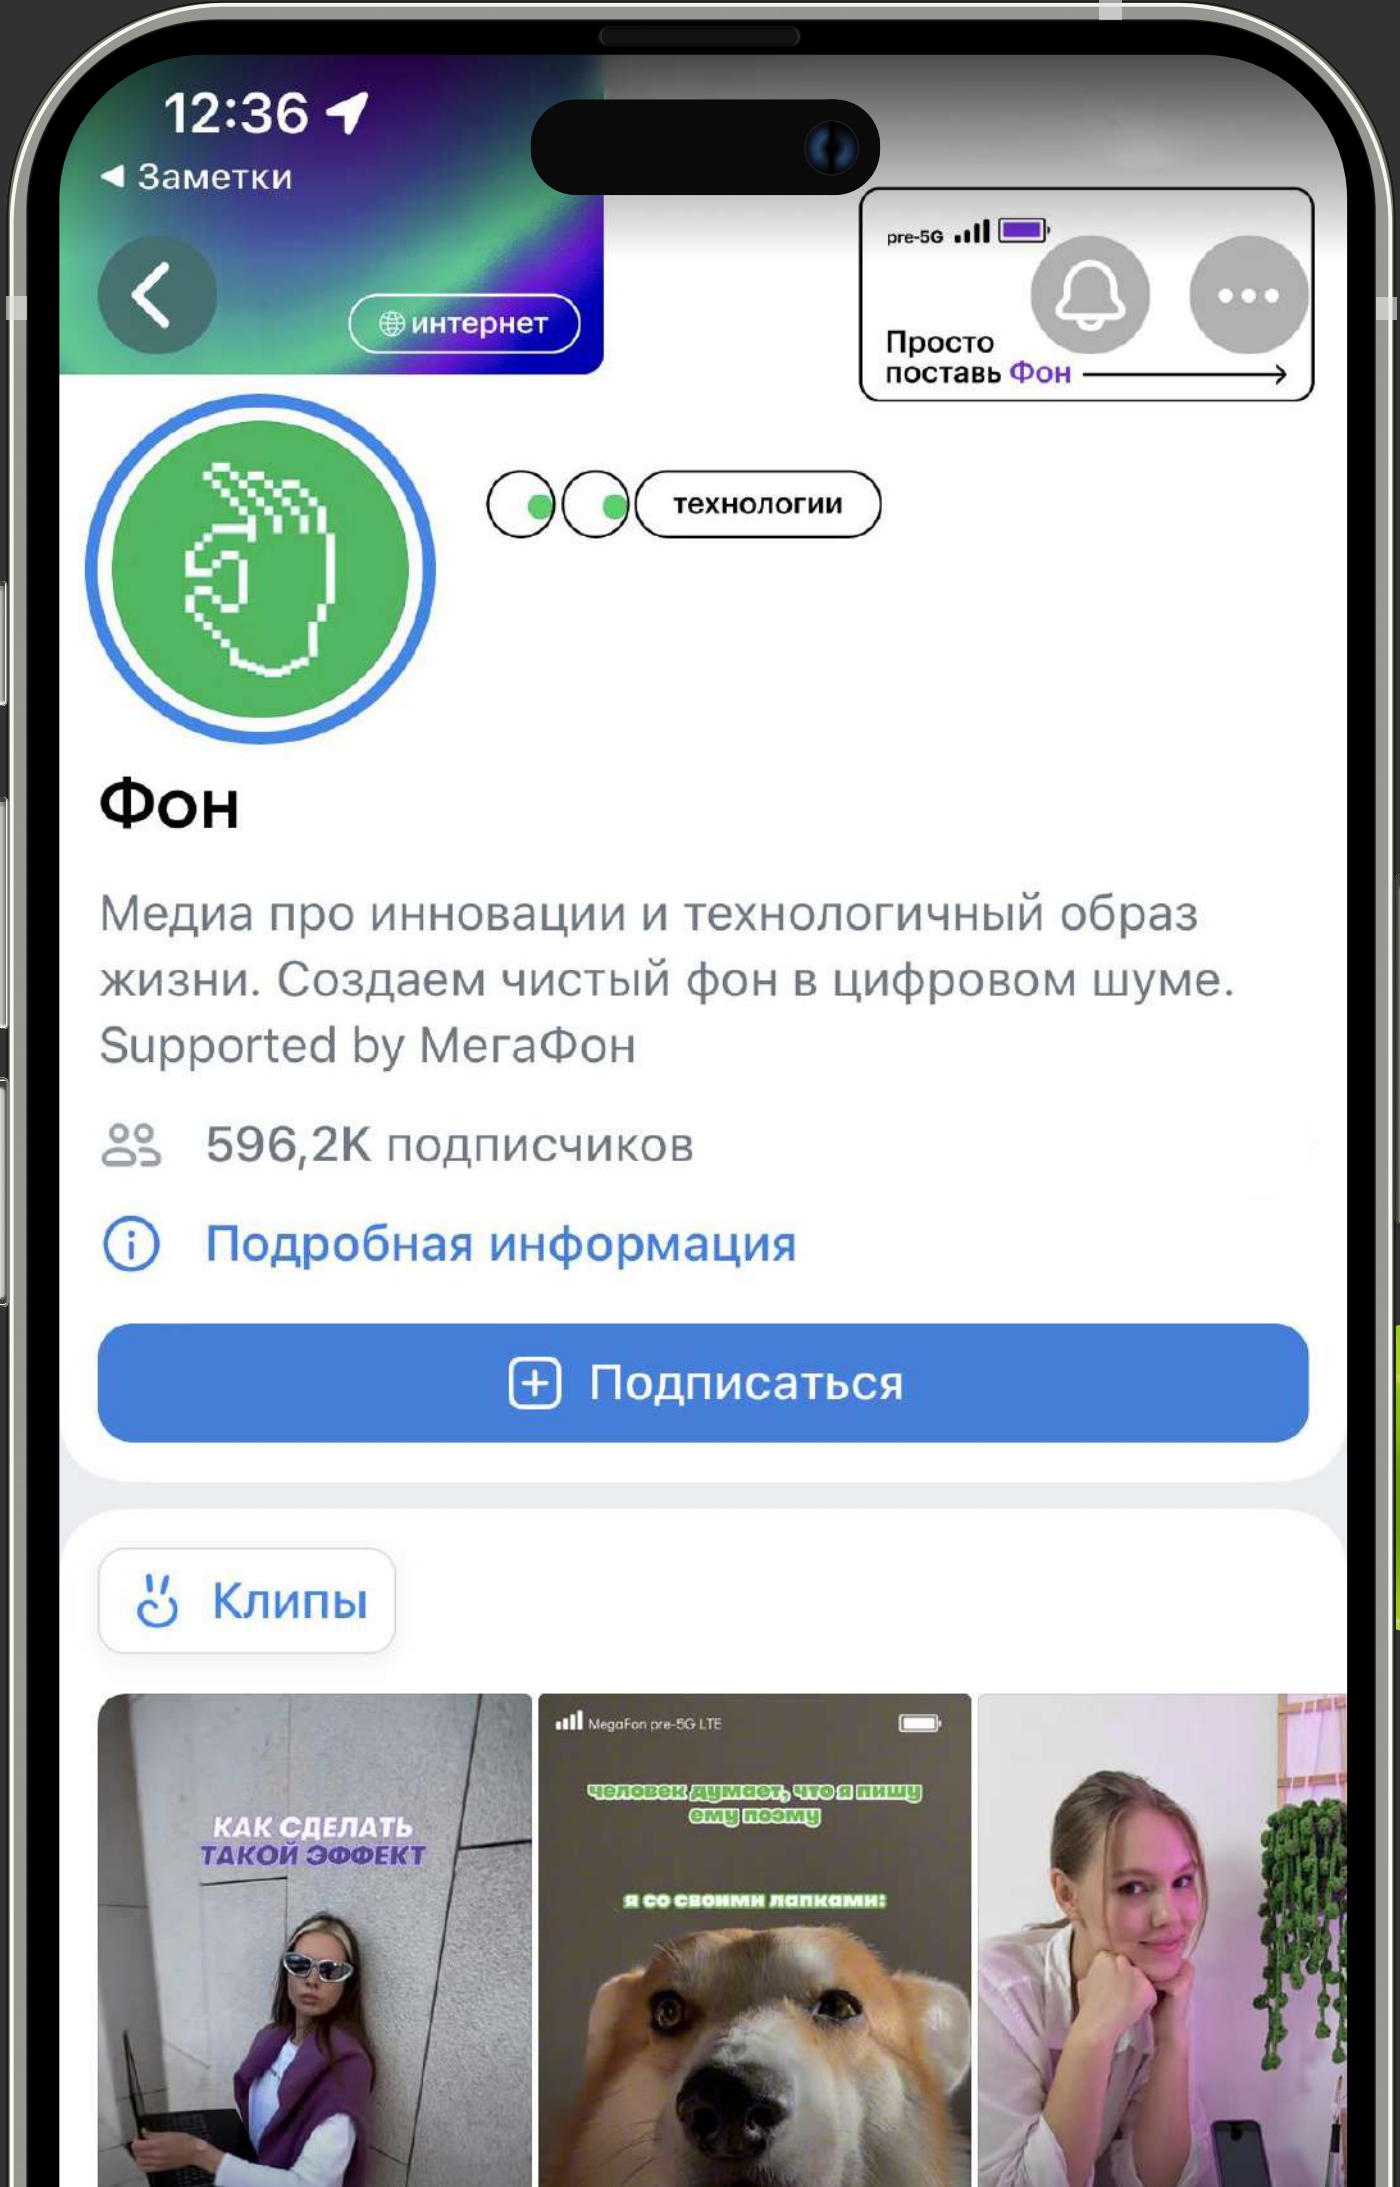 12:36
Заметки
pre-5G
интернет
Просто
поставь Фон
технологии
Фон
Медиа про инновации и технологичный образ
жизни. Создаем чистый фон в цифровом шуме.
Supported by МегаФон
596,2K подписчиков
Подробная информация
Подписаться
Клипы
MegaFon pre-5G LTE
человек думает, что я пишу
ему поэму
КАК СДЕЛАТЬ
ТАКОЙ ЭФФЕКТ
я со своими лапками: